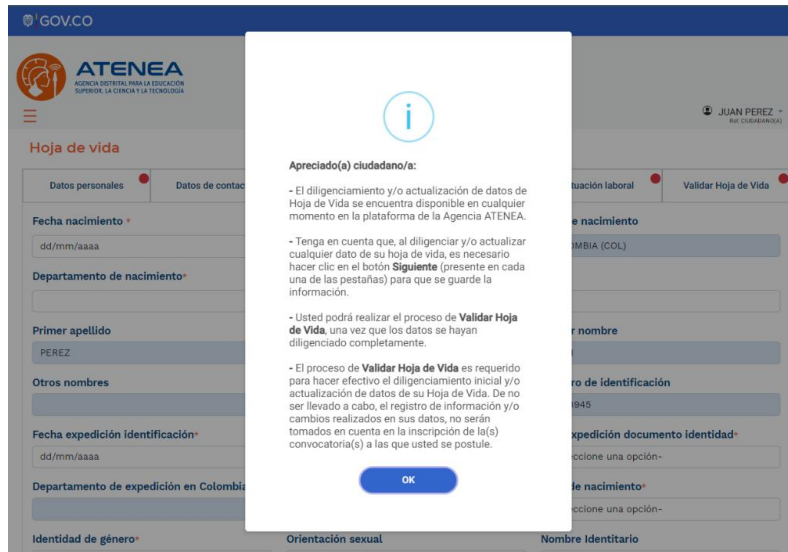 GOV.CO
ATENEA
AGENCIA DISTRITAL PARA LA EDUCACIÓN
SUPERIOR, LA CIENCIA Y LA TECNOLOGÍA
JUAN PEREZ
Rol: CIUDADANO(A)
Hoja de vida
Datos personales
Datos de contac
tuación laboral
Validar Hoja de Vida
i
Apreciado(a) ciudadano/a:
- El diligenciamiento y/o actualización de datos de
Hoja de Vida se encuentra disponible en cualquier
momento en la plataforma de la Agencia ATENEA.
- Tenga en cuenta que, al diligenciar y/o actualizar
cualquier dato de su hoja de vida, es necesario
hacer clic en el botón Siguiente (presente en cada
una de las pestañas) para que se guarde la
información.
- Usted podrá realizar el proceso de Validar Hoja
de Vida, una vez que los datos se hayan
diligenciado completamente.
- El proceso de Validar Hoja de Vida es requerido
para hacer efectivo el diligenciamiento inicial y/o
actualización de datos de su Hoja de Vida. De no
ser llevado a cabo, el registro de información y/o
cambios realizados en sus datos, no serán
tomados en cuenta en la inscripción de la(s)
convocatoria(s) a las que usted se postule.
OK
Fecha nacimiento *
e nacimiento
dd/mm/aaaa
OMBIA (COL)
Departamento de nacimiento*
Primer apellido
r nombre
PEREZ
Otros nombres
ro de identificación
945
Fecha expedición identificación*
xpedición documento identidad*
dd/mm/aaaa
ccione una opción-
Departamento de expedición en Colombia
de nacimiento*
ccione una opción-
Identidad de género*
Orientación sexual
Nombre Identitario